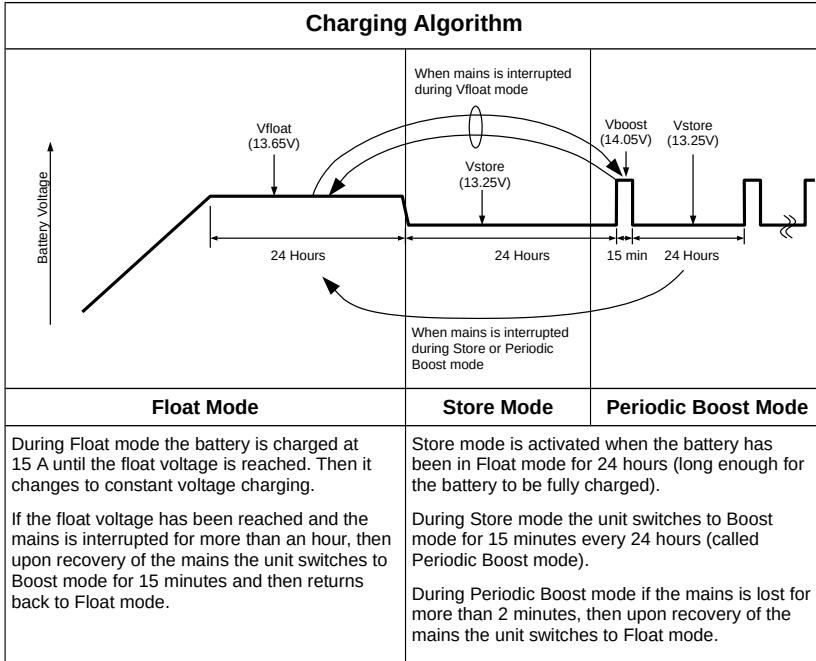 Charging Algorithm
When mains is interrupted
during Vfloat mode
Vfloat
(13.65V)
Vboost
(14.05V)
Vstore
(13.25V)
Vstore
(13.25V)
Battery Voltage
24 Hours
24 Hours
15 min
24 Hours
When mains is interrupted
during Store or Periodic
Boost mode
Float Mode
Store Mode
Periodic Boost Mode
During Float mode the battery is charged at
15 A until the float voltage is reached. Then it
changes to constant voltage charging.
If the float voltage has been reached and the
mains is interrupted for more than an hour, then
upon recovery of the mains the unit switches to
Boost mode for 15 minutes and then returns
back to Float mode.
Store mode is activated when the battery has
been in Float mode for 24 hours (long enough for
the battery to be fully charged).
During Store mode the unit switches to Boost
mode for 15 minutes every 24 hours (called
Periodic Boost mode).
During Periodic Boost mode if the mains is lost for
more than 2 minutes, then upon recovery of the
mains the unit switches to Float mode.